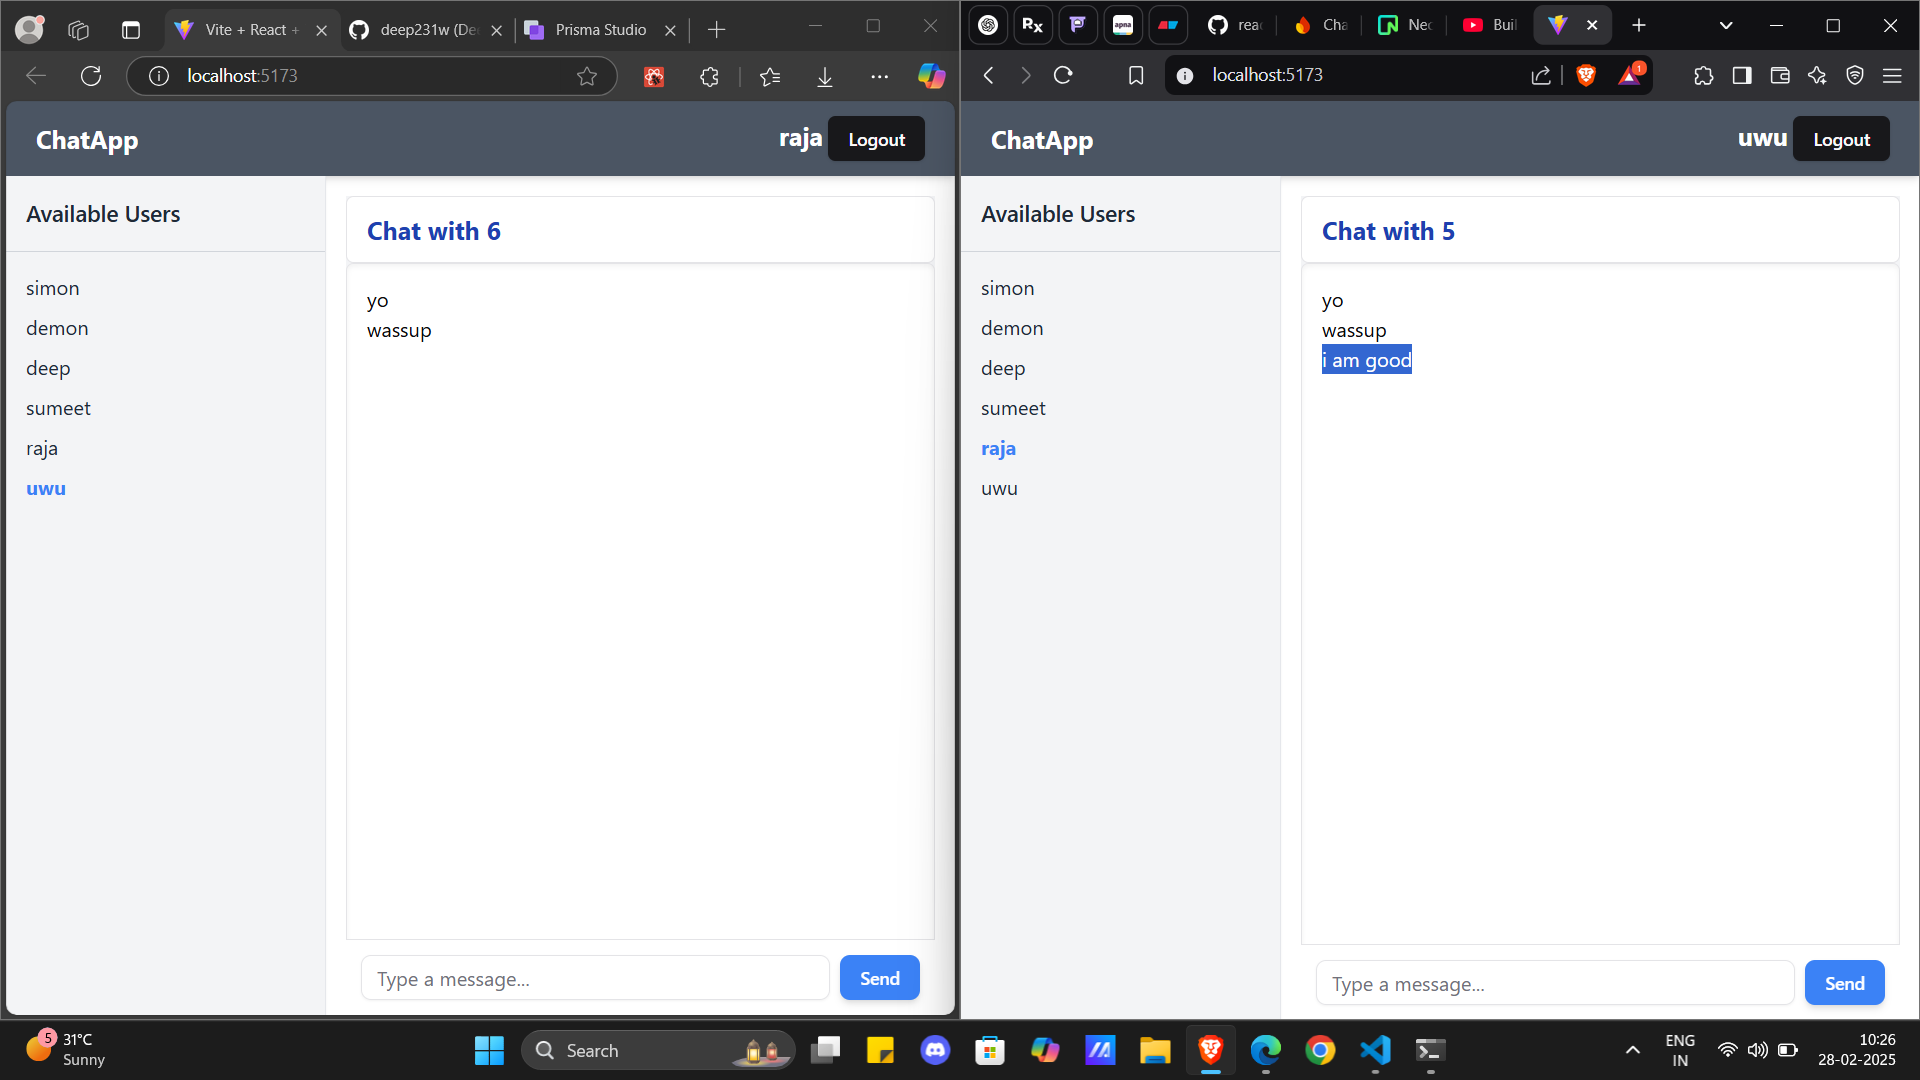 Vite + React +
deep231w (De
Prisma Studio
localhost:5173
ChatApp
raja
Logout
Available Users
simon
demon
deep
sumeet
raja
uwu
Chat with 6
yo
wassup
Type a message...
Send
Rx
apna
rea
Cha
Nec
Buil
localhost:5173
1
ChatApp
uwu
Logout
Available Users
simon
demon
deep
sumeet
raja
uwu
Chat with 5
yo
wassup
i am good
Type a message...
Send
5
31°C
Sunny
Search
ENG
IN
10:26
28-02-2025